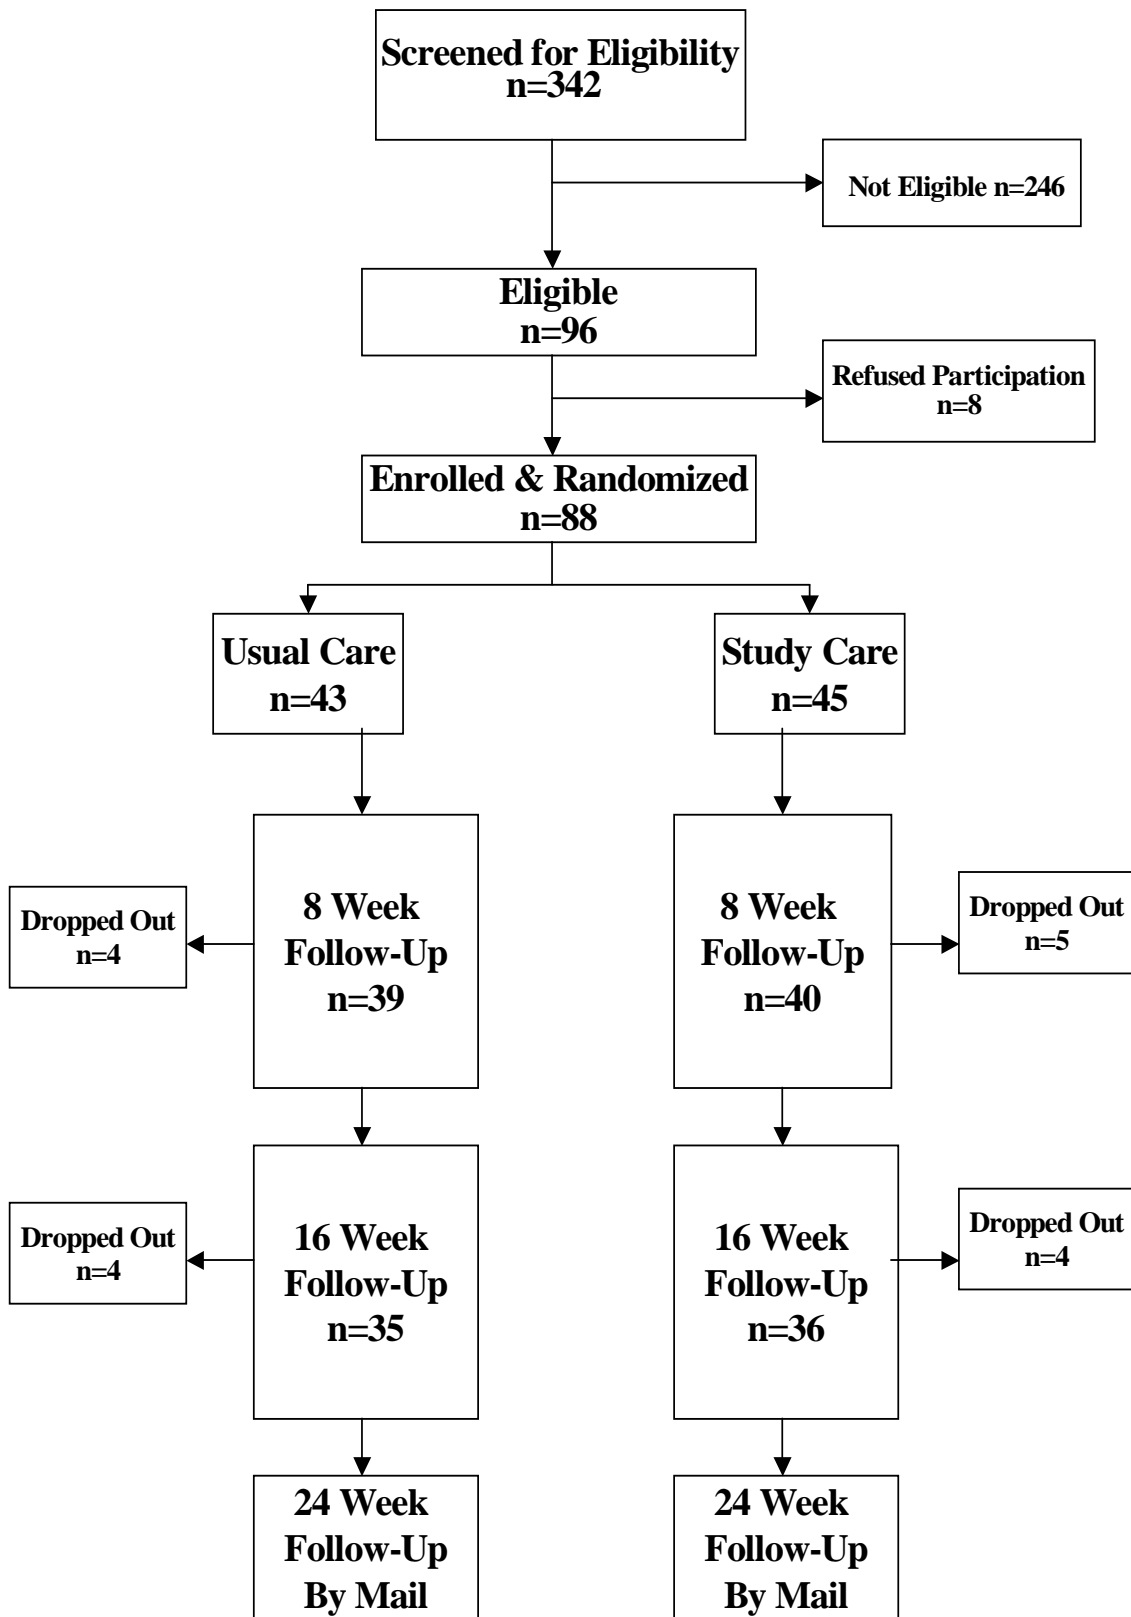 Screened for Eligibility
n=342
Not Eligible n=246
Eligible
n=96
Refused Participation
n=8
Enrolled & Randomized
n=88
Usual Care
n=43
Study Care
n=45
8 Week
Follow-Up
n=39
8 Week
Follow-Up
n=40
Dropped Out
n=4
Dropped Out
n=5
16 Week
Follow-Up
n=35
16 Week
Follow-Up
n=36
Dropped Out
n=4
Dropped Out
n=4
24 Week
Follow-Up
By Mail
24 Week
Follow-Up
By Mail